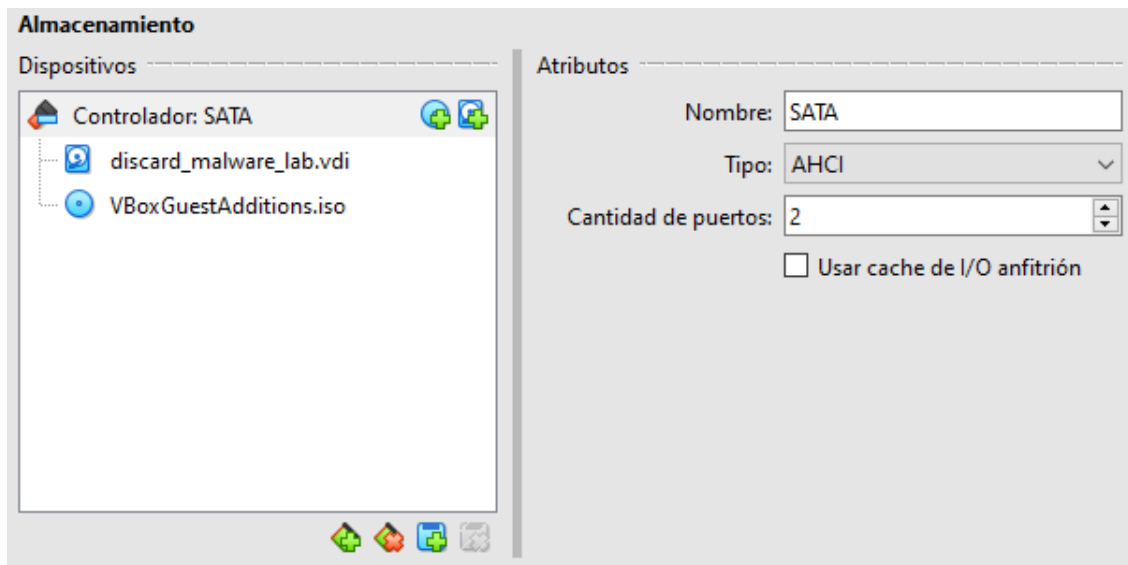 Almacenamiento
Dispositivos
Controlador: SATA
discard_malware_lab.vdi
VBoxGuestAdditions.iso
Atributos
Nombre: SATA
Tipo: AHCI
Cantidad de puertos: 2
Usar cache de I/O anfitrión